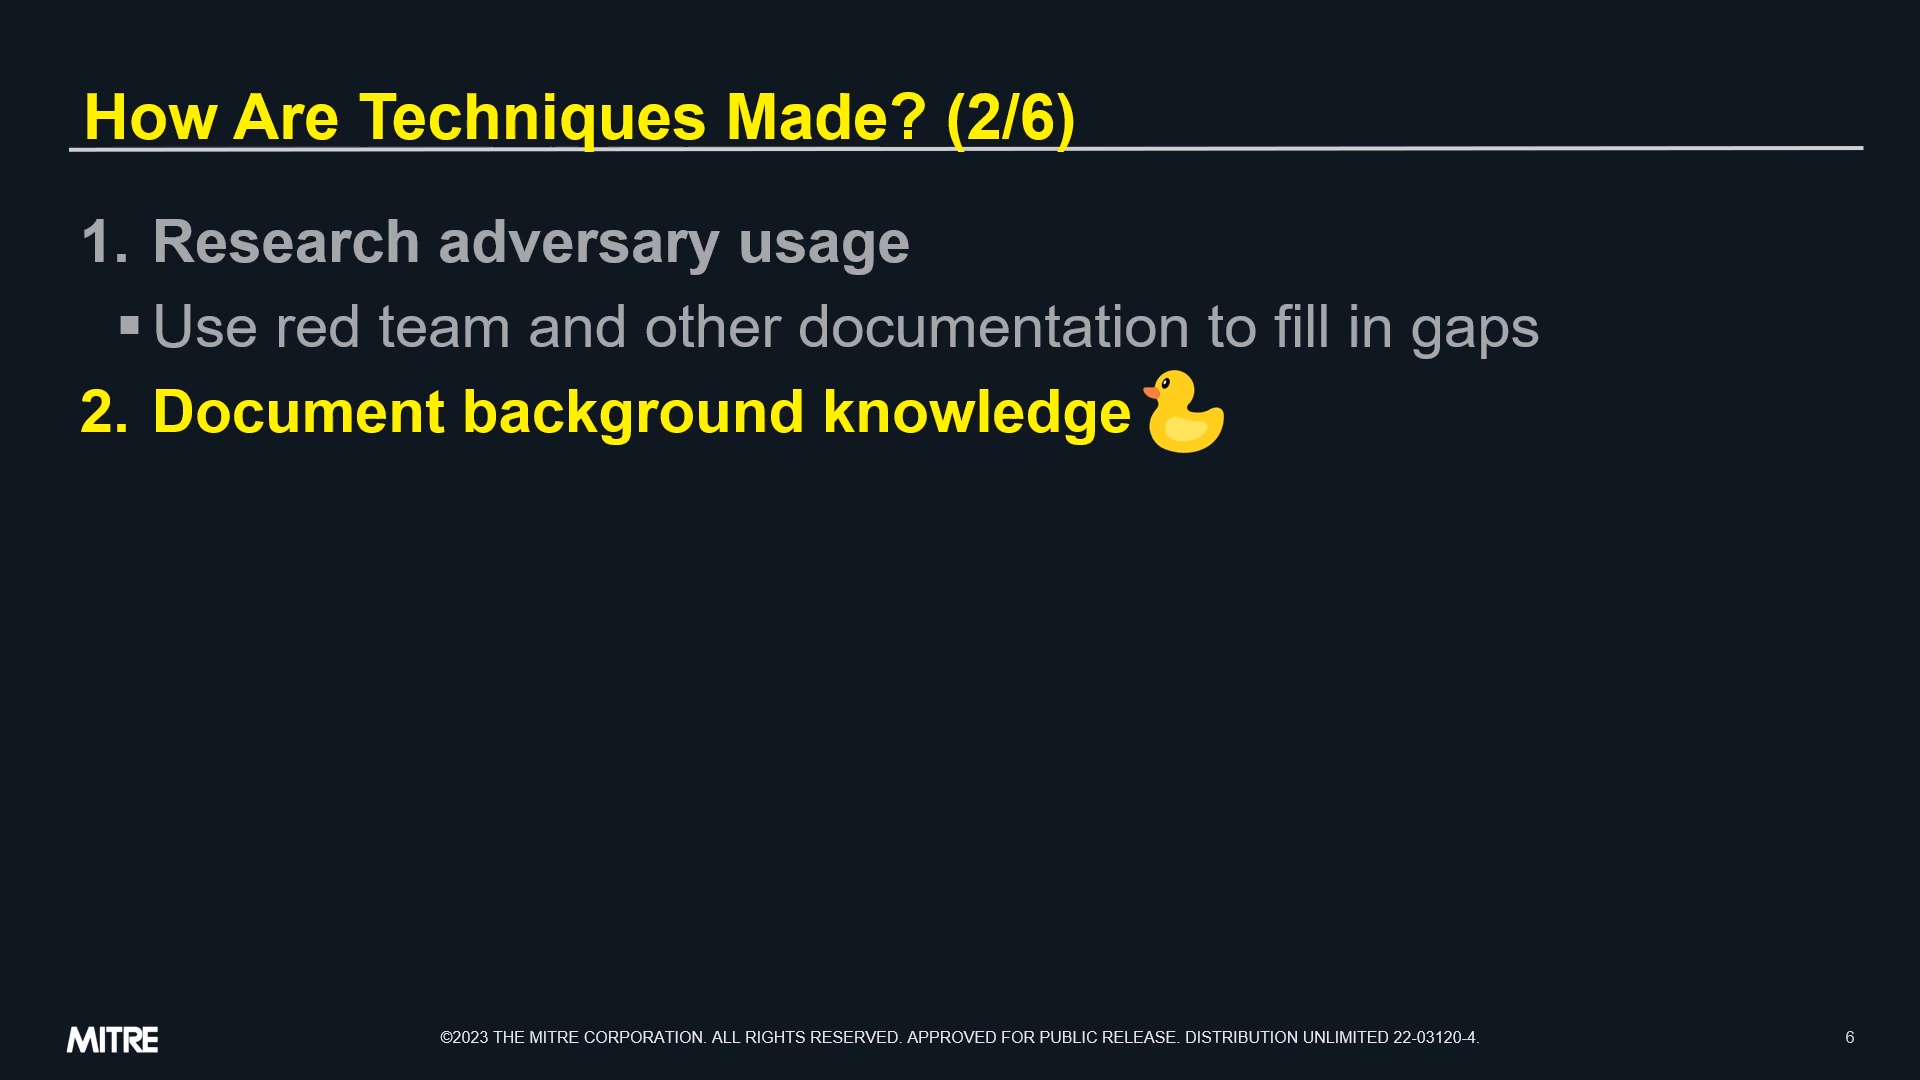 How Are Techniques Made? (2/6)
1. Research adversary usage
▪ Use red team and other documentation to fill in gaps
2. Document background knowledge
MITRE
©2023 THE MITRE CORPORATION. ALL RIGHTS RESERVED. APPROVED FOR PUBLIC RELEASE. DISTRIBUTION UNLIMITED 22-03120-4.
6